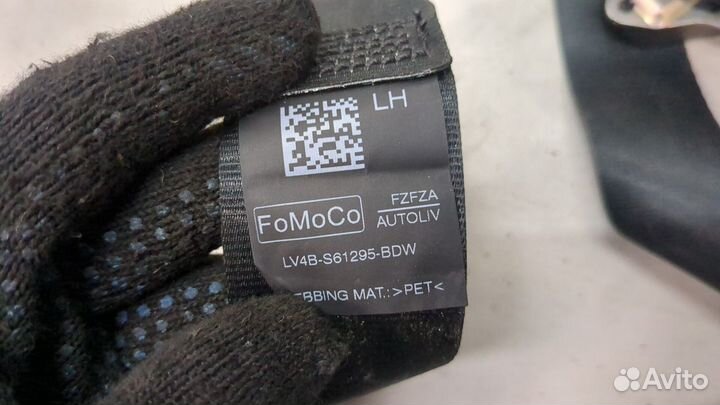 LH
FoMoCo
FZFZA
AUTOLIV
LV4B-S61295-BDW
EBBING MAT.:>PET<
Avito